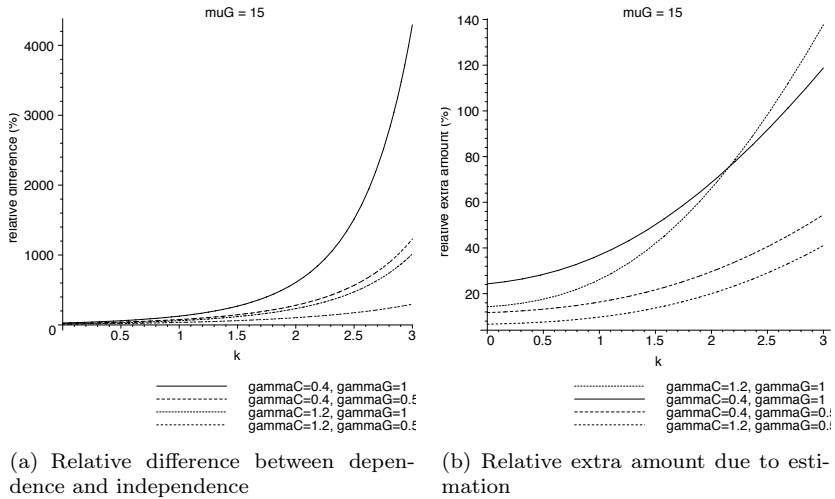 muG = 15
4000
3000
2000
1000
0
0.5
1
1.5
2
2.5
3
k
relative difference (%)
gammaC=0.4, gammaG=1
gammaC=0.4, gammaG=0.5
gammaC=1.2, gammaG=1
gammaC=1.2, gammaG=0.5
(a) Relative difference between depen-
dence and independence
muG = 15
140
120
100
80
60
40
20
0
0.5
1
1.5
2
2.5
3
k
relative extra amount (%)
gammaC=1.2, gammaG=1
gammaC=0.4, gammaG=1
gammaC=0.4, gammaG=0.5
gammaC=1.2, gammaG=0.5
(b) Relative extra amount due to esti-
mation